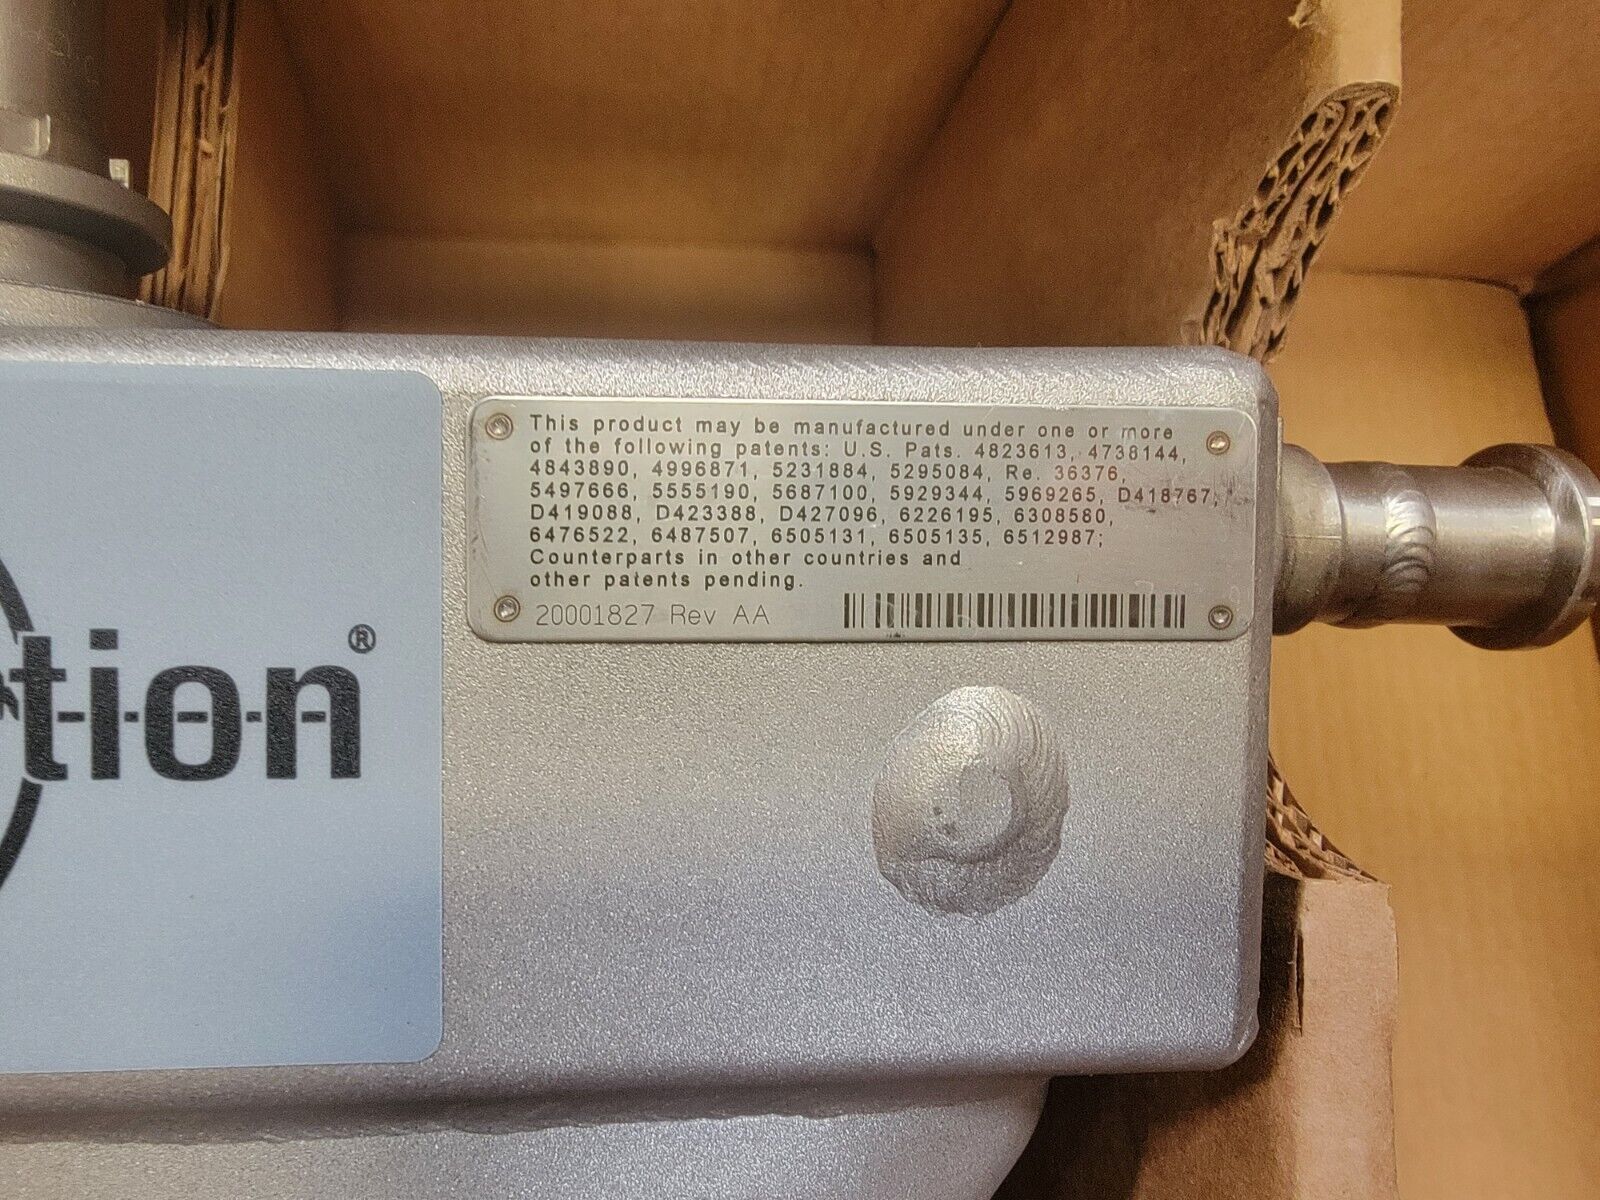 This product may be manufactured under one or more
of the following patents: U.S. Pats. 4823613, 4738144,
4843890, 4996871, 5231884, 5295084, Re. 36376,
5497666, 5555190, 5687100, 5929344, 5969265, D418767,
D419088, D423388, D427096, 6226195, 6308580,
6476522, 6487507, 6505131, 6505135, 6512987;
Counterparts in other countries and
other patents pending.
20001827 Rev AA
tion®